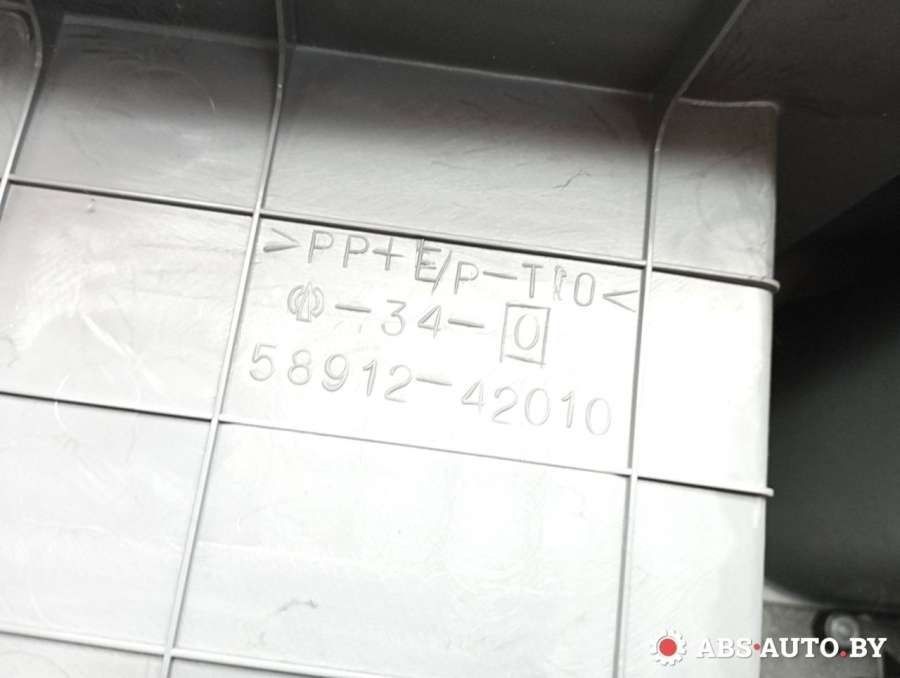 >PP+E/P-T10<
-34-0
58912-42010
ABS-AUTO.BY